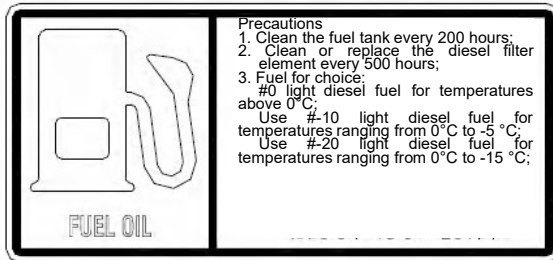 Precautions
1. Clean the fuel tank every 200 hours;
2. Clean or replace the diesel filter
element every 500 hours;
3. Fuel for choice:
#0 light diesel fuel for temperatures
above 0°C;
Use #-10 light diesel fuel for
temperatures ranging from 0°C to -5 °C;
Use #-20 light diesel fuel for
temperatures ranging from 0°C to -15 °C;
FUEL OIL